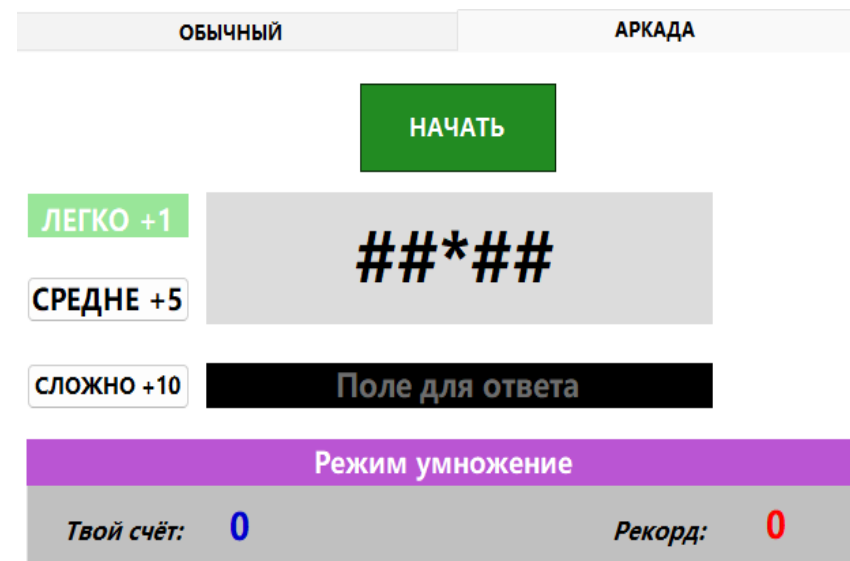 ОБЫЧНЫЙ АРКАДА
НАЧАТЬ
ЛЕГКО +1
##*##
СРЕДНЕ +5
СЛОЖНО +10
Поле для ответа
Режим умножение
Твой счёт: 0 Рекорд: 0